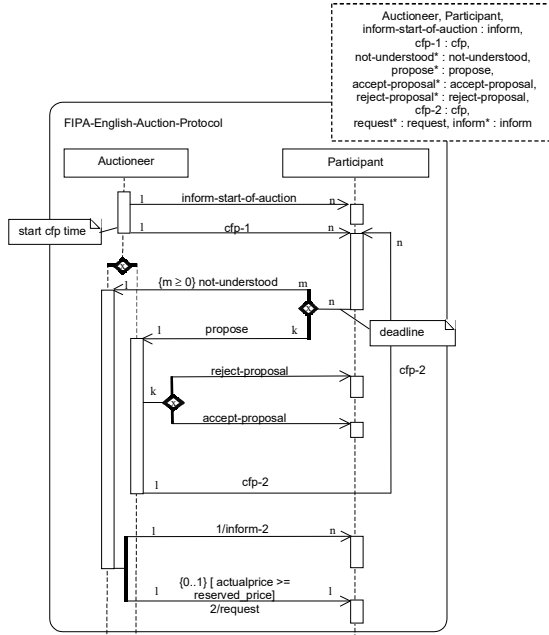 Auctioneer, Participant,
inform-start-of-auction : inform,
cfp-1 : cfp,
not-understood* : not-understood,
propose* : propose,
accept-proposal* : accept-proposal,
reject-proposal* : reject-proposal,
cfp-2 : cfp,
request* : request, inform* : inform
FIPA-English-Auction-Protocol
Auctioneer
Participant
l inform-start-of-auction n
start cfp time
l cfp-1 n
n
l {m ≥ 0} not-understood m
x
x
n
deadline
l propose k
cfp-2
reject-proposal
k
x
accept-proposal
l cfp-2
l 1/inform-2 n
{0..1} [ actualprice >=
l reserved_price] l
2/request